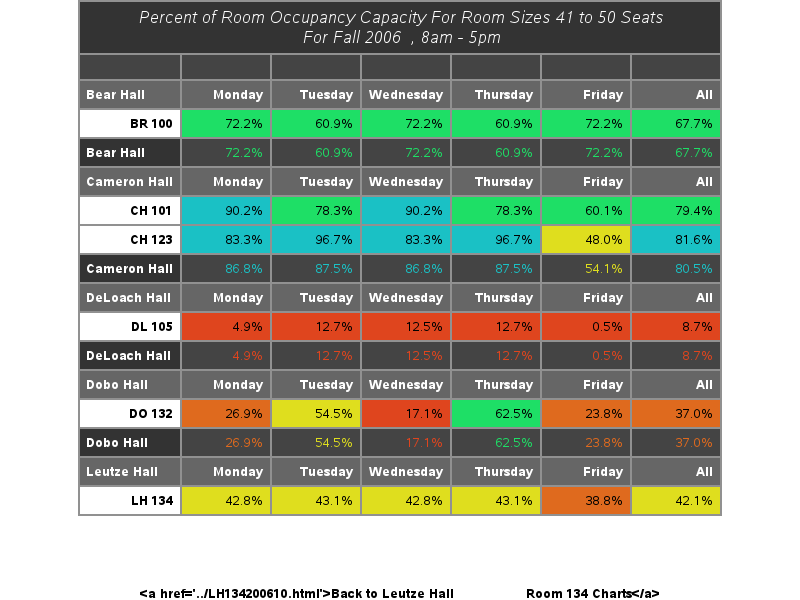 Percent of Room Occupancy Capacity For Room Sizes 41 to 50 Seats
For Fall 2006 , 8am - 5pm
Bear Hall Monday Tuesday Wednesday Thursday Friday All
BR 100 72.2% 60.9% 72.2% 60.9% 72.2% 67.7%
Bear Hall 72.2% 60.9% 72.2% 60.9% 72.2% 67.7%
Cameron Hall Monday Tuesday Wednesday Thursday Friday All
CH 101 90.2% 78.3% 90.2% 78.3% 60.1% 79.4%
CH 123 83.3% 96.7% 83.3% 96.7% 48.0% 81.6%
Cameron Hall 86.8% 87.5% 86.8% 87.5% 54.1% 80.5%
DeLoach Hall Monday Tuesday Wednesday Thursday Friday All
DL 105 4.9% 12.7% 12.5% 12.7% 0.5% 8.7%
DeLoach Hall 4.9% 12.7% 12.5% 12.7% 0.5% 8.7%
Dobo Hall Monday Tuesday Wednesday Thursday Friday All
DO 132 26.9% 54.5% 17.1% 62.5% 23.8% 37.0%
Dobo Hall 26.9% 54.5% 17.1% 62.5% 23.8% 37.0%
Leutze Hall Monday Tuesday Wednesday Thursday Friday All
LH 134 42.8% 43.1% 42.8% 43.1% 38.8% 42.1%
<a href='../LH134200610.html'>Back to Leutze Hall Room 134 Charts</a>